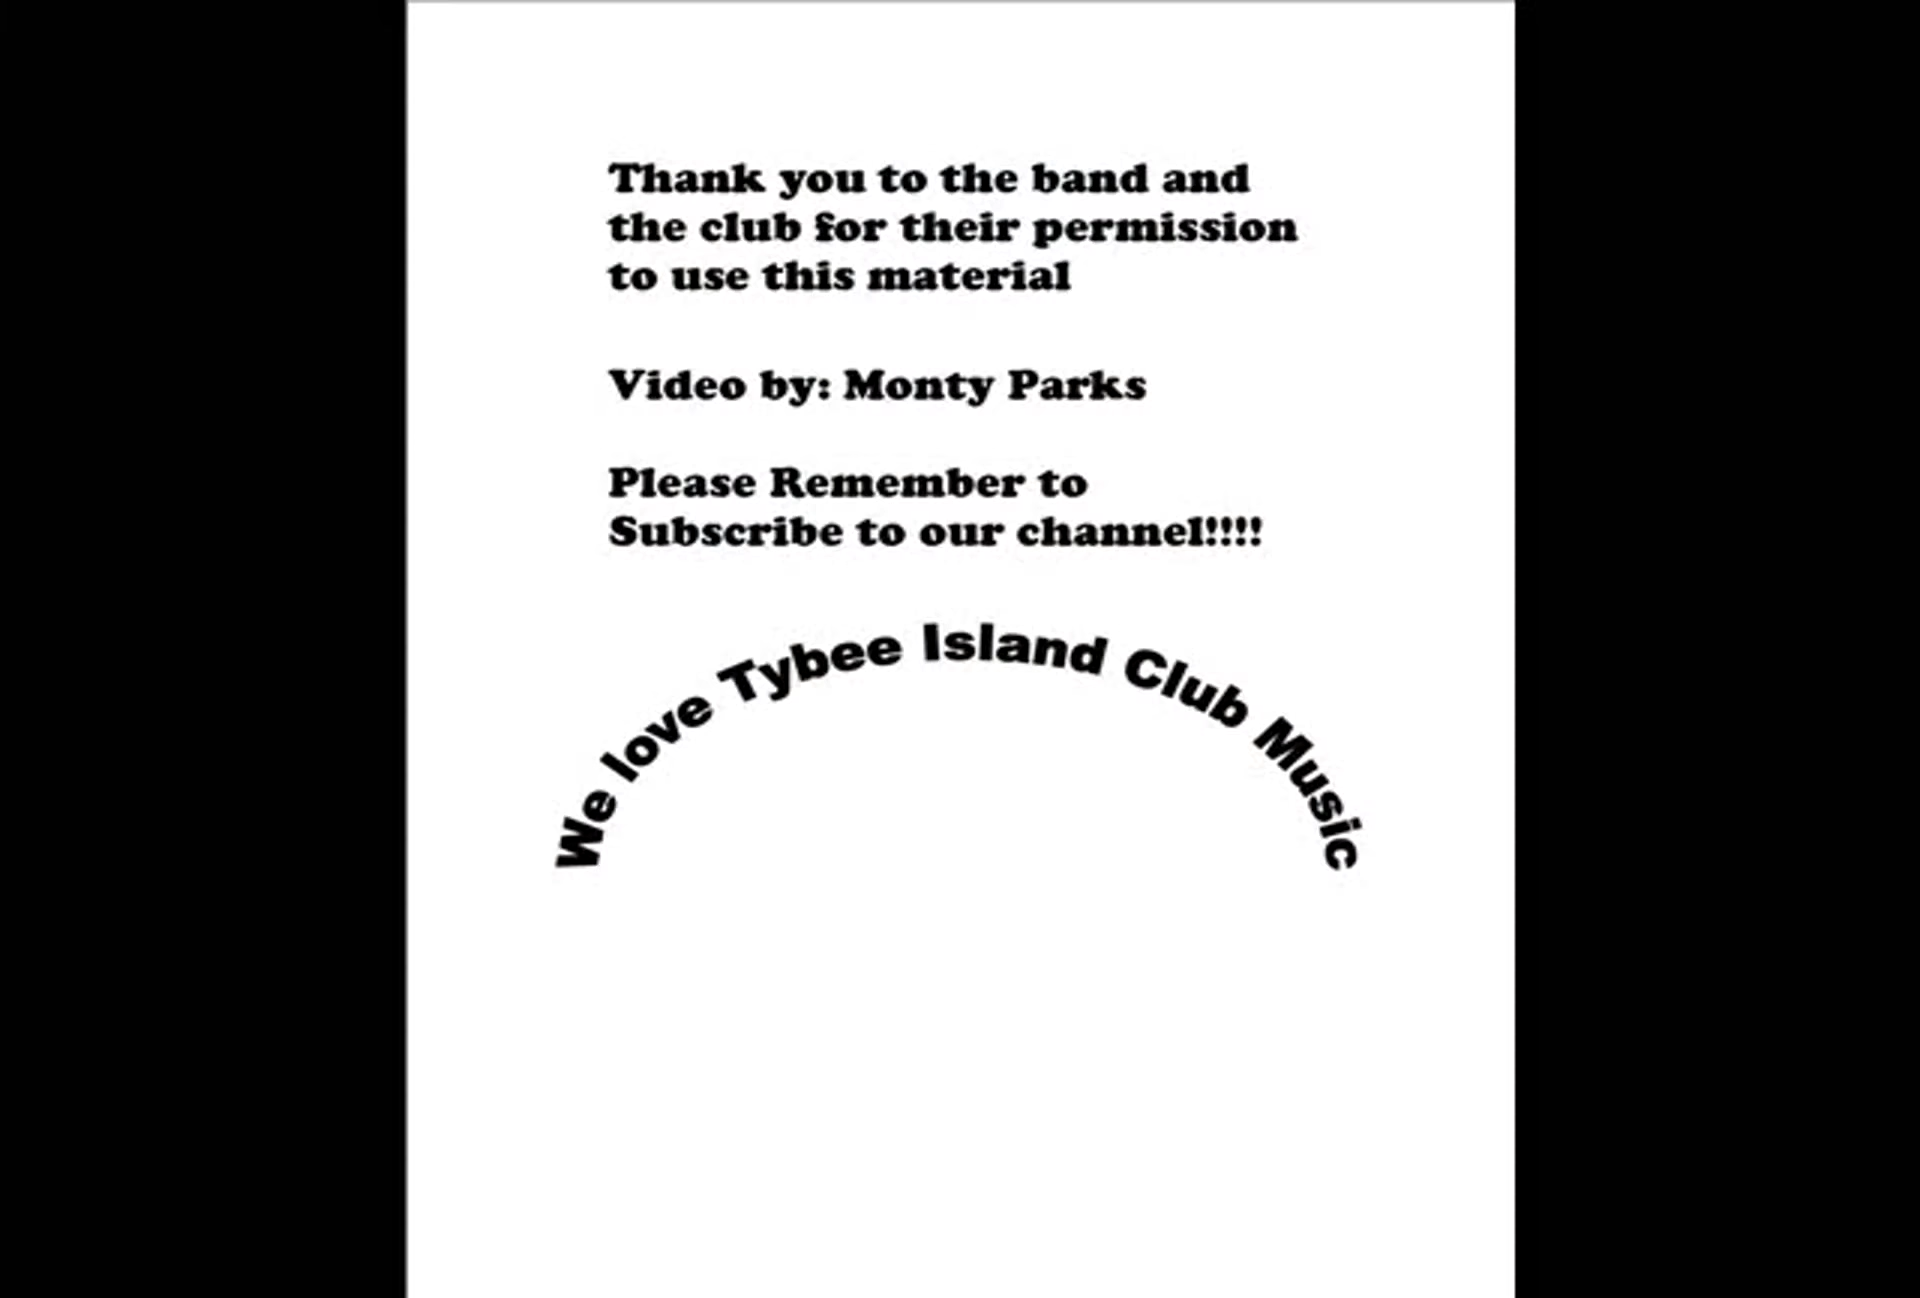 Thank you to the band and
the club for their permission
to use this material
Video by: Monty Parks
Please Remember to
Subscribe to our channel!!!!
We love Tybee Island Club Music